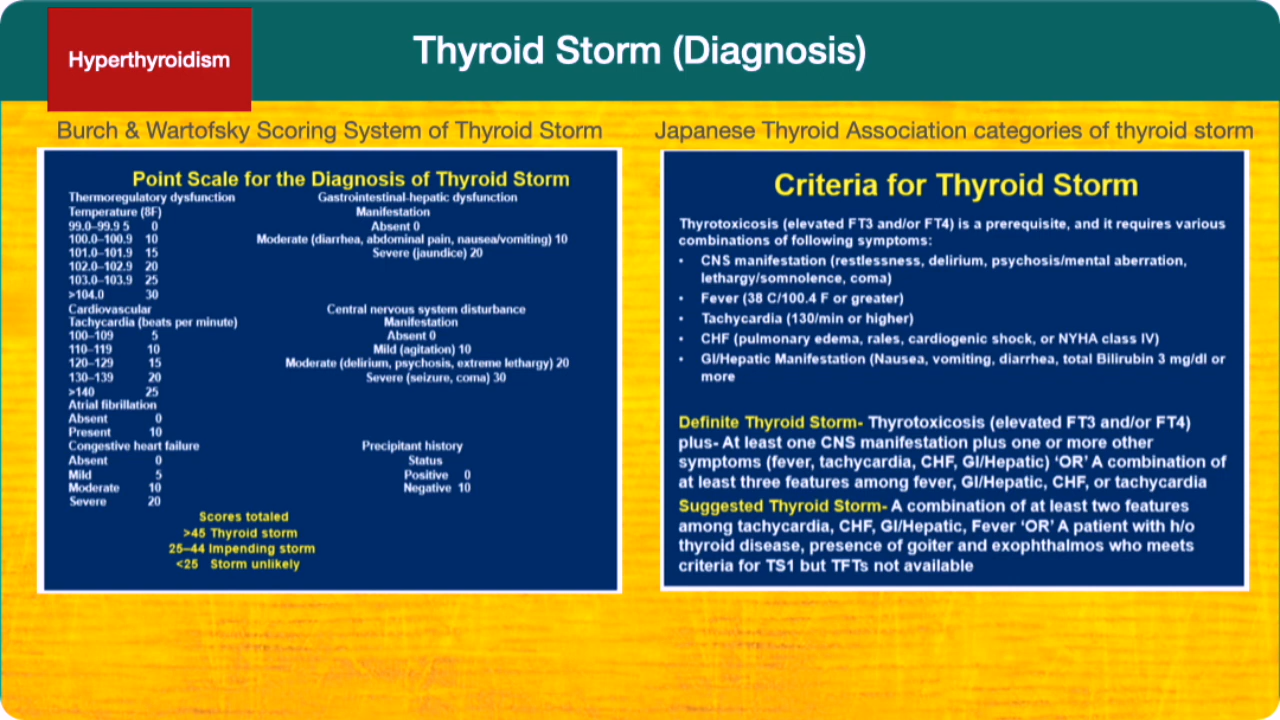 Hyperthyroidism
Thyroid Storm (Diagnosis)
Burch & Wartofsky Scoring System of Thyroid Storm
Point Scale for the Diagnosis of Thyroid Storm
Thermoregulatory dysfunction
Temperature (8F)
99.0–99.9 5 0
100.0–100.9 10
101.0–101.9 15
102.0–102.9 20
103.0–103.9 25
>104.0 30
Gastrointestinal-hepatic dysfunction
Manifestation
Absent 0
Moderate (diarrhea, abdominal pain, nausea/vomiting) 10
Severe (jaundice) 20
Cardiovascular
Tachycardia (beats per minute)
100–109 5
110–119 10
120–129 15
130–139 20
>140 25
Atrial fibrillation
Absent 0
Present 10
Central nervous system disturbance
Manifestation
Absent 0
Mild (agitation) 10
Moderate (delirium, psychosis, extreme lethargy) 20
Severe (seizure, coma) 30
Congestive heart failure
Absent 0
Mild 5
Moderate 10
Severe 20
Precipitant history
Status
Positive 0
Negative 10
Scores totaled
>45 Thyroid storm
25–44 Impending storm
<25 Storm unlikely
Japanese Thyroid Association categories of thyroid storm
Criteria for Thyroid Storm
Thyrotoxicosis (elevated FT3 and/or FT4) is a prerequisite, and it requires various
combinations of following symptoms:
• CNS manifestation (restlessness, delirium, psychosis/mental aberration,
lethargy/somnolence, coma)
• Fever (38 C/100.4 F or greater)
• Tachycardia (130/min or higher)
• CHF (pulmonary edema, rales, cardiogenic shock, or NYHA class IV)
• GI/Hepatic Manifestation (Nausea, vomiting, diarrhea, total Bilirubin 3 mg/dl or
more
Definite Thyroid Storm- Thyrotoxicosis (elevated FT3 and/or FT4)
plus- At least one CNS manifestation plus one or more other
symptoms (fever, tachycardia, CHF, GI/Hepatic) ‘OR’ A combination of
at least three features among fever, GI/Hepatic, CHF, or tachycardia
Suggested Thyroid Storm- A combination of at least two features
among tachycardia, CHF, GI/Hepatic, Fever ‘OR’ A patient with h/o
thyroid disease, presence of goiter and exophthalmos who meets
criteria for TS1 but TFTs not available